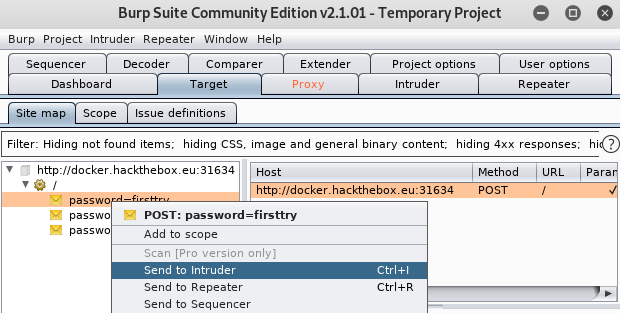 Burp Suite Community Edition v2.1.01 - Temporary Project
Burp Project Intruder Repeater Window Help
Sequencer Decoder Comparer Extender Project options User options
Dashboard Target Proxy Intruder Repeater
Site map Scope Issue definitions
Filter: Hiding not found items; hiding CSS, image and general binary content; hiding 4xx responses; hi ?
http://docker.hackthebox.eu:31634 Host Method URL Param
/ http://docker.hackthebox.eu:31634 POST /
password=firsttry
passwo POST: password=firsttry
passwo Add to scope
Scan [Pro version only]
Send to Intruder Ctrl+I
Send to Repeater Ctrl+R
Send to Sequencer